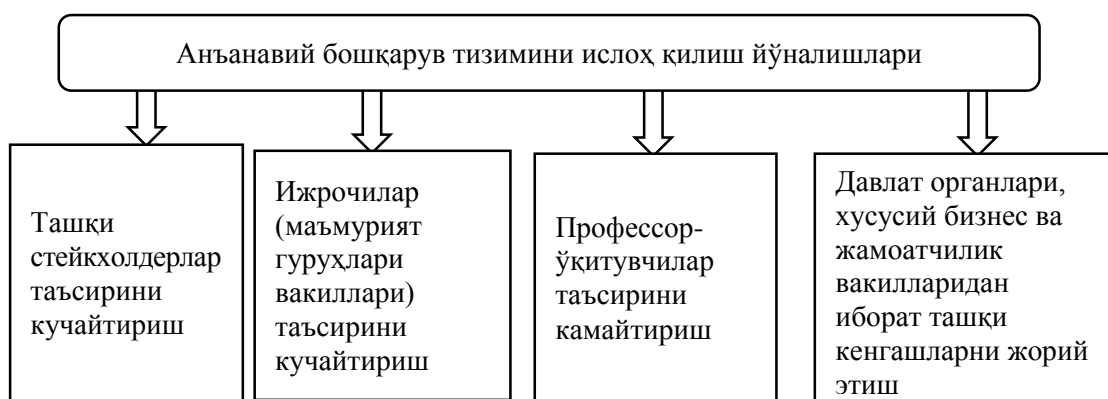 Анъанавий бошқарув тизимини ислоҳ қилиш йўналишлари
Ташқи
стейкхолдерлар
таъсирини
кучайтириш
Ижрочилар
(маъмурият
гуруҳлари
вакиллари)
таъсирини
кучайтириш
Профессор-
ўқитувчилар
таъсирини
камайтириш
Давлат органлари,
хусусий бизнес ва
жамоатчилик
вакилларидан
иборат ташқи
кенгашларни жорий
этиш